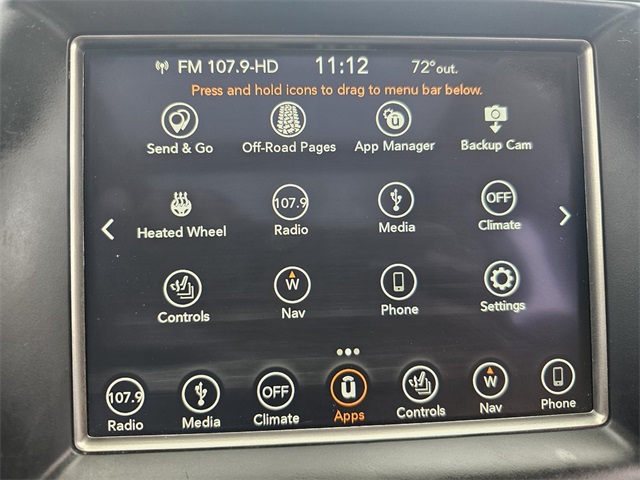 FM 107.9-HD 11:12 72° out.
Press and hold icons to drag to menu bar below.
Send & Go Off-Road Pages App Manager Backup Cam
107.9 OFF
Heated Wheel Radio Media Climate
W
Controls Nav Phone Settings
107.9 OFF U W
Radio Media Climate Apps Controls Nav Phone